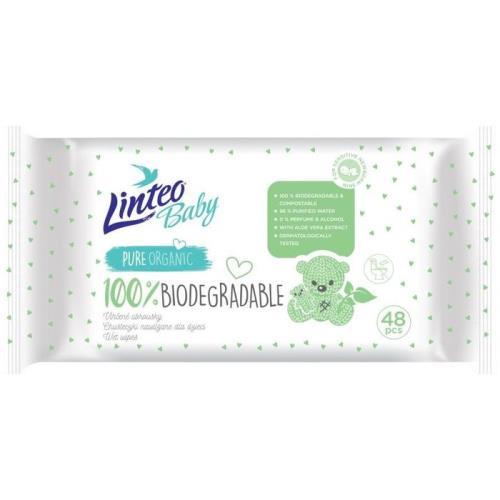 Linteo
Baby
PURE ORGANIC
100% BIODEGRADABLE
Vlhčené ubrousky
Chusteczki nawilżane dla dzieci
Wet wipes
100 % BIODEGRADABLE &
COMPOSTABLE
98 % PURIFIED WATER
0 % PERFUME & ALCOHOL
WITH ALOE VERA EXTRACT
DERMATOLOGICALLY
TESTED
48
pcs